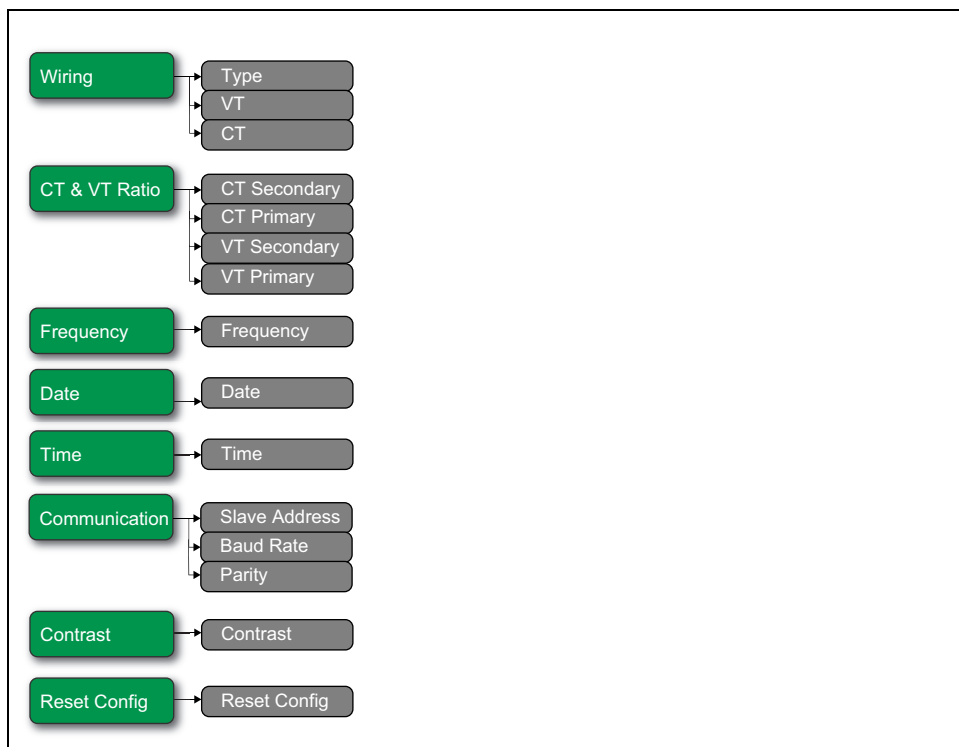 Wiring
Type
VT
CT
CT & VT Ratio
CT Secondary
CT Primary
VT Secondary
VT Primary
Frequency
Frequency
Date
Date
Time
Time
Communication
Slave Address
Baud Rate
Parity
Contrast
Contrast
Reset Config
Reset Config